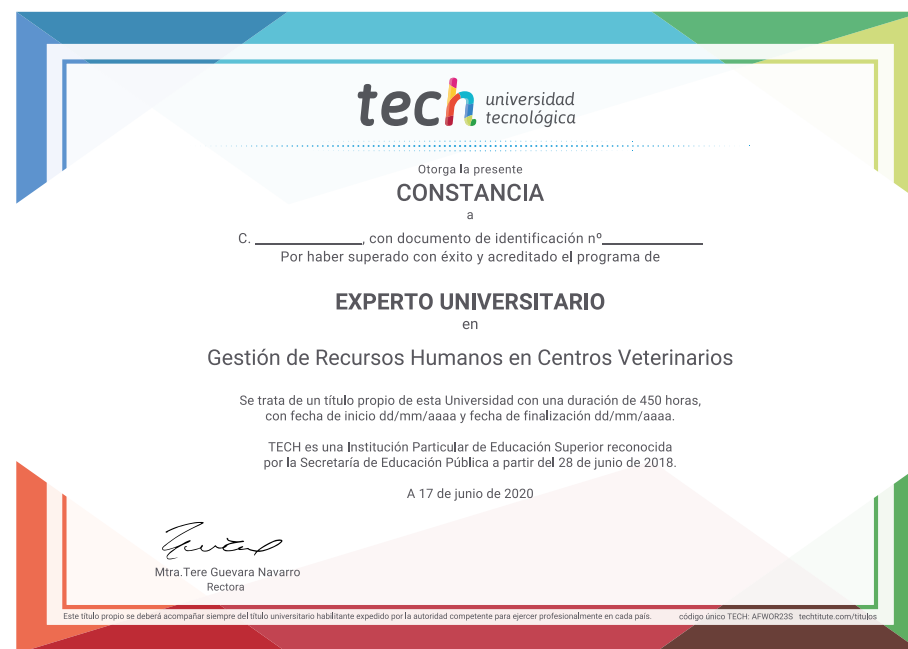 tech universidad
tecnológica
Otorga la presente
CONSTANCIA
a
C. ____________, con documento de identificación nº____________
Por haber superado con éxito y acreditado el programa de
EXPERTO UNIVERSITARIO
en
Gestión de Recursos Humanos en Centros Veterinarios
Se trata de un título propio de esta Universidad con una duración de 450 horas,
con fecha de inicio dd/mm/aaaa y fecha de finalización dd/mm/aaaa.
TECH es una Institución Particular de Educación Superior reconocida
por la Secretaría de Educación Pública a partir del 28 de junio de 2018.
A 17 de junio de 2020
Mtra.Tere Guevara Navarro
Rectora
Este título propio se deberá acompañar siempre del título universitario habilitante expedido por la autoridad competente para ejercer profesionalmente en cada país. código único TECH: AFWOR23S techtitute.com/titulos